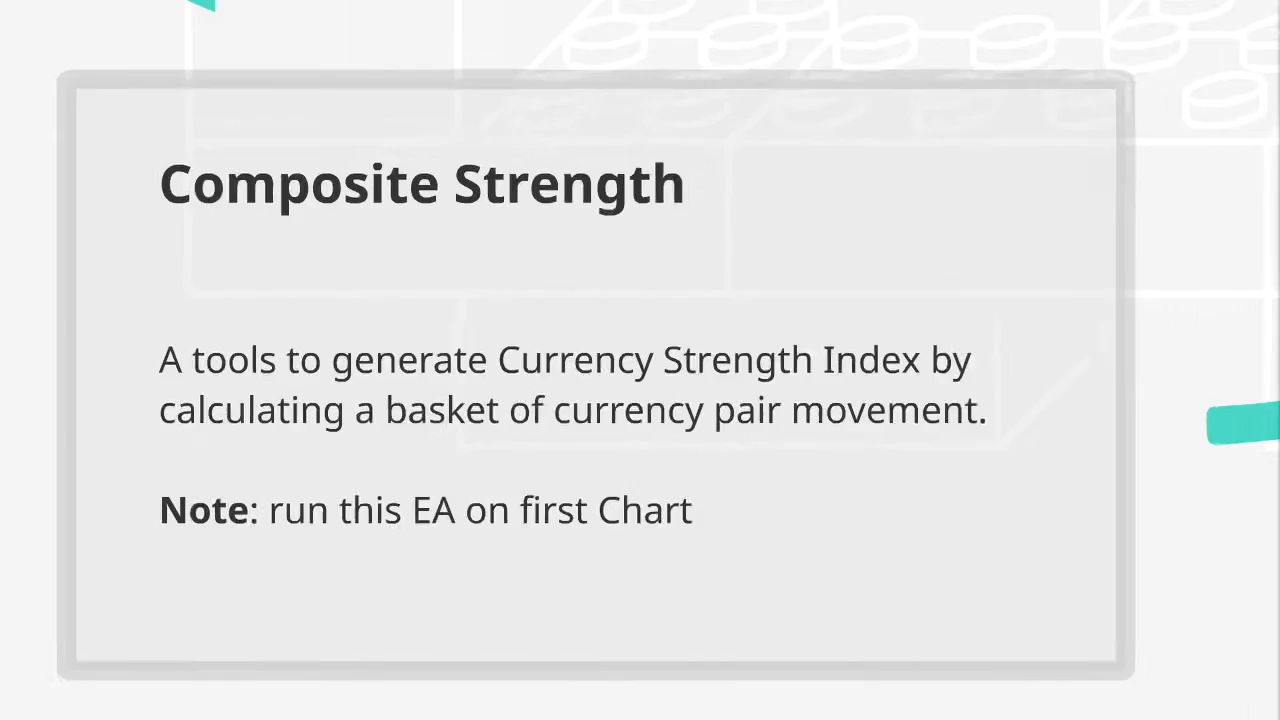 Composite Strength
A tools to generate Currency Strength Index by
calculating a basket of currency pair movement.
Note: run this EA on first Chart